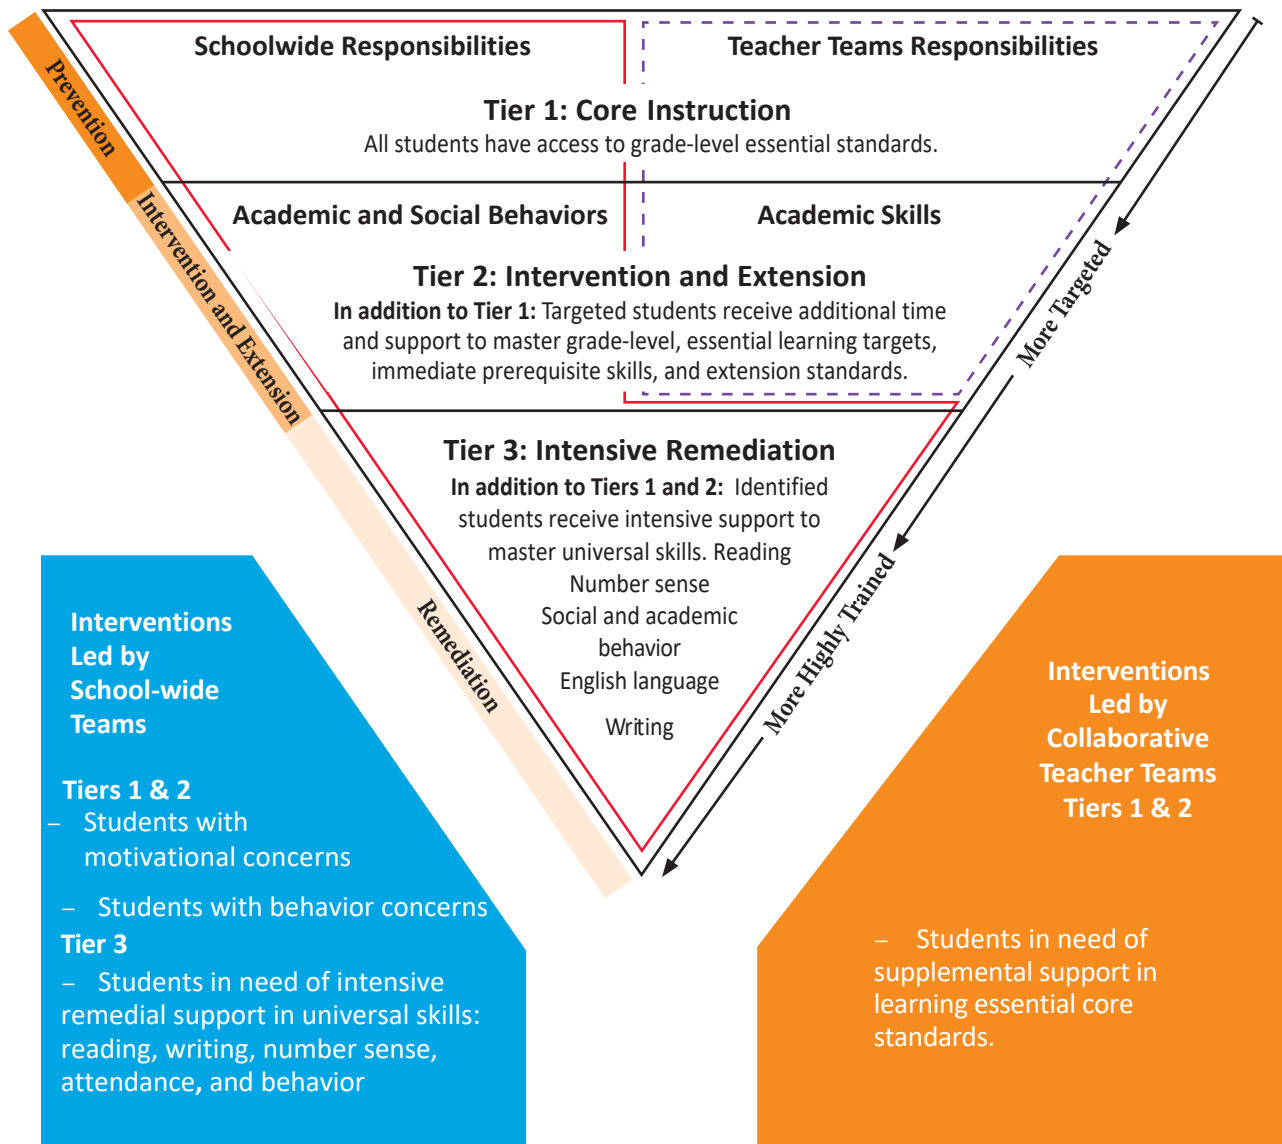 Schoolwide Responsibilities
Teacher Teams Responsibilities
Prevention
Tier 1: Core Instruction
All students have access to grade-level essential standards.
Academic and Social Behaviors
Academic Skills
Intervention and Extension
Tier 2: Intervention and Extension
In addition to Tier 1: Targeted students receive additional time
and support to master grade-level, essential learning targets,
immediate prerequisite skills, and extension standards.
More Targeted
Tier 3: Intensive Remediation
In addition to Tiers 1 and 2: Identified
students receive intensive support to
master universal skills. Reading
Number sense
Social and academic
behavior
English language
Writing
Remediation
More Highly Trained
Interventions
Led by
School-wide
Teams
Tiers 1 & 2
– Students with
motivational concerns
– Students with behavior concerns
Tier 3
– Students in need of intensive
remedial support in universal skills:
reading, writing, number sense,
attendance, and behavior
Interventions
Led by
Collaborative
Teacher Teams
Tiers 1 & 2
– Students in need of
supplemental support in
learning essential core
standards.